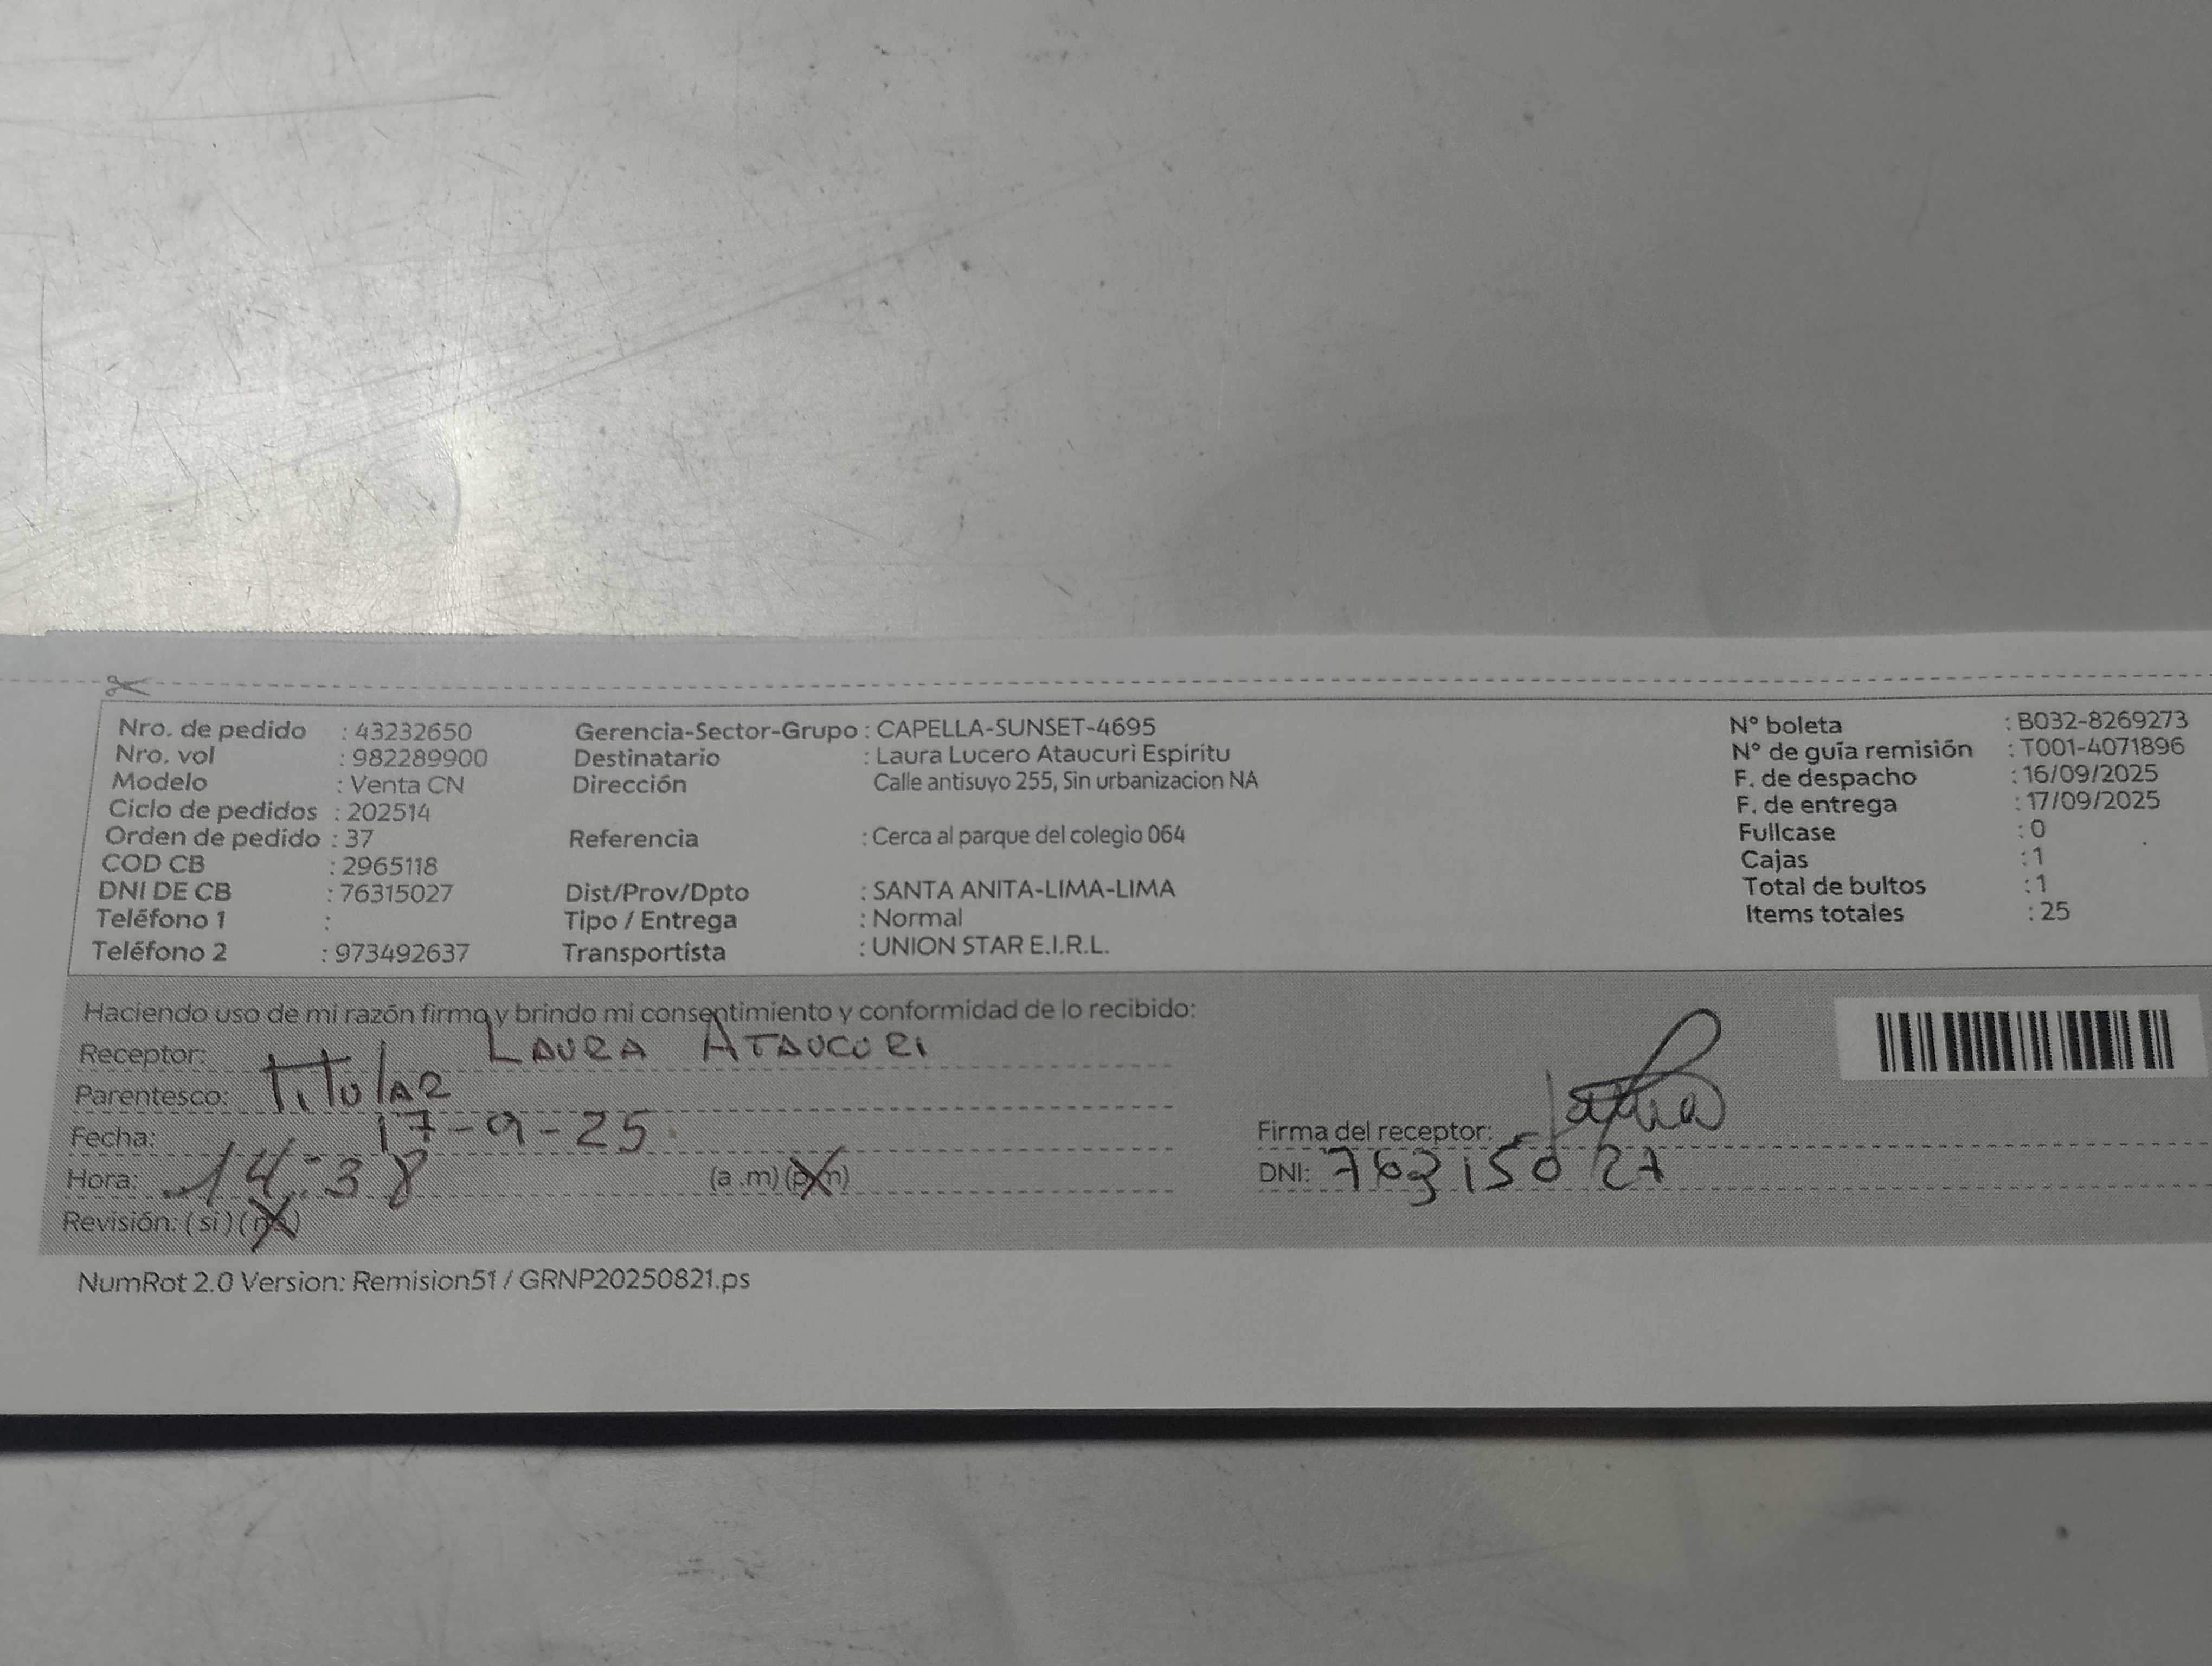 Nro. de pedido : 43232650 Gerencia-Sector-Grupo : CAPELLA-SUNSET-4695 N° boleta : B032-8269273
Nro. vol : 982289900 Destinatario : Laura Lucero Ataucuri Espiritu N° de guía remisión : T001-4071896
Modelo : Venta CN Dirección Calle antisuyo 255, Sin urbanizacion NA F. de despacho : 16/09/2025
Ciclo de pedidos : 202514 F. de entrega : 17/09/2025
Orden de pedido : 37 Referencia : Cerca al parque del colegio 064 Fullcase : 0
COD CB : 2965118 Cajas : 1
DNI DE CB : 76315027 Dist/Prov/Dpto : SANTA ANITA-LIMA-LIMA Total de bultos : 1
Teléfono 1 : Tipo / Entrega : Normal Items totales : 25
Teléfono 2 : 973492637 Transportista : UNION STAR E.I.R.L.
Haciendo uso de mi razón firmo y brindo mi consentimiento y conformidad de lo recibido:
Receptor: LAURA ATAUCURI
Parentesco: TiTulAR
Fecha: 17-9-25
Hora: 14:38 (a .m) (p.m)
Revisión: ( si ) ( no )
Firma del receptor:
DNI: 76315027
NumRot 2.0 Version: Remision51 / GRNP20250821.ps